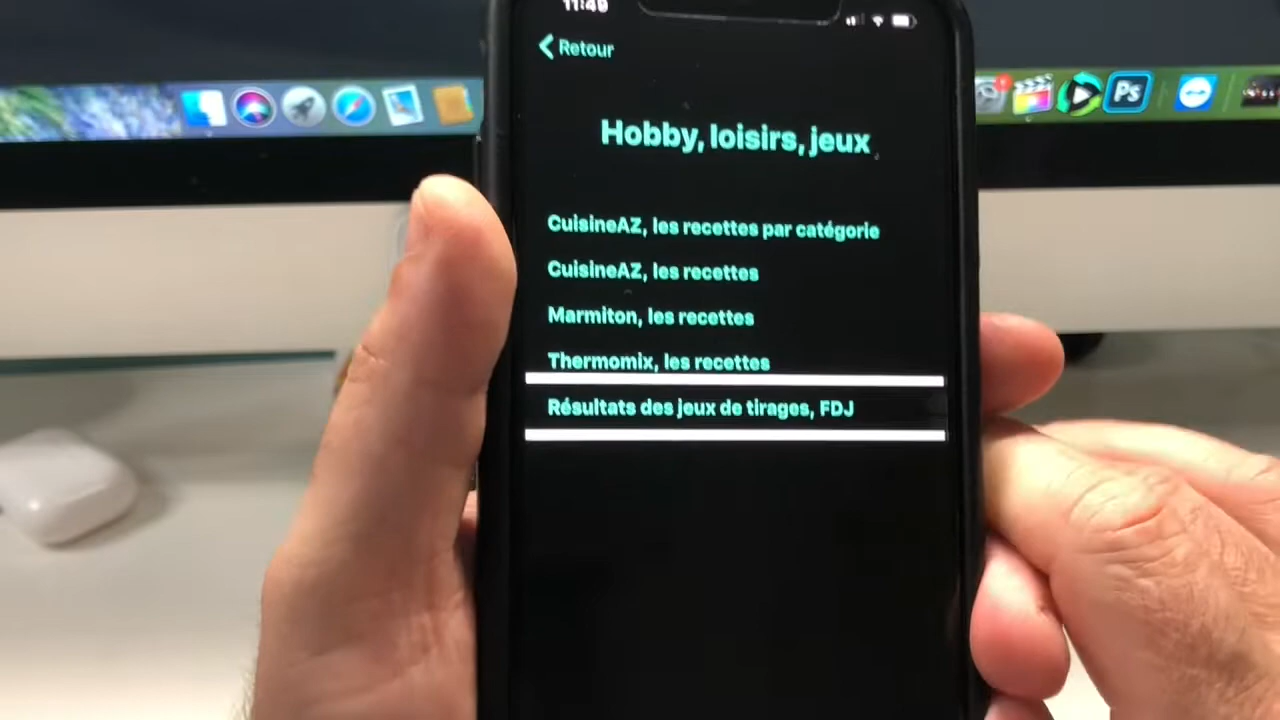 11:49
Retour
Hobby, loisirs, jeux
CuisineAZ, les recettes par catégorie
CuisineAZ, les recettes
Marmiton, les recettes
Thermomix, les recettes
Résultats des jeux de tirages, FDJ
Ps